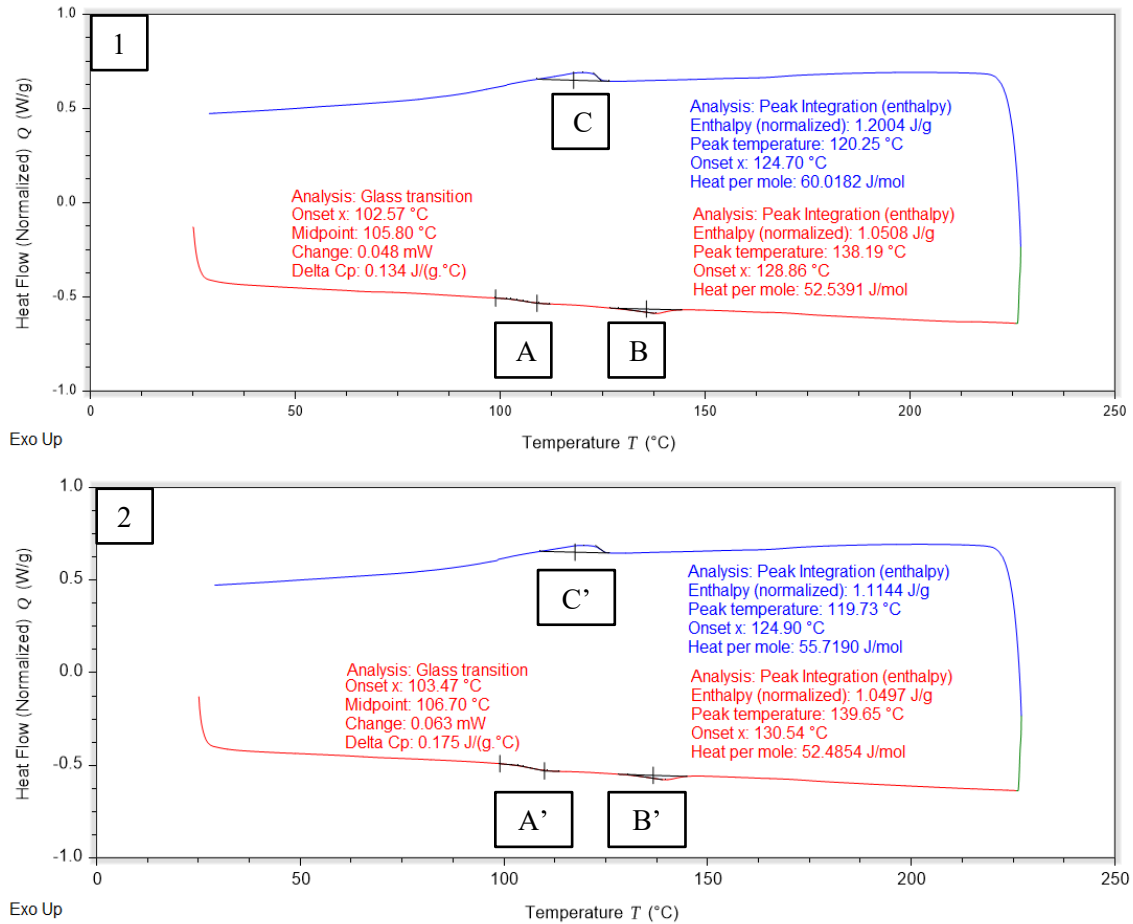 1
1.0
0.5
0.0
-0.5
-1.0
Heat Flow (Normalized) Q (W/g)
C
Analysis: Peak Integration (enthalpy)
Enthalpy (normalized): 1.2004 J/g
Peak temperature: 120.25 °C
Onset x: 124.70 °C
Heat per mole: 60.0182 J/mol
Analysis: Glass transition
Onset x: 102.57 °C
Midpoint: 105.80 °C
Change: 0.048 mW
Delta Cp: 0.134 J/(g.°C)
Analysis: Peak Integration (enthalpy)
Enthalpy (normalized): 1.0508 J/g
Peak temperature: 138.19 °C
Onset x: 128.86 °C
Heat per mole: 52.5391 J/mol
A
B
0 50 100 150 200 250
Exo Up
Temperature T (°C)
2
1.0
0.5
0.0
-0.5
-1.0
Heat Flow (Normalized) Q (W/g)
C’
Analysis: Peak Integration (enthalpy)
Enthalpy (normalized): 1.1144 J/g
Peak temperature: 119.73 °C
Onset x: 124.90 °C
Heat per mole: 55.7190 J/mol
Analysis: Glass transition
Onset x: 103.47 °C
Midpoint: 106.70 °C
Change: 0.063 mW
Delta Cp: 0.175 J/(g.°C)
Analysis: Peak Integration (enthalpy)
Enthalpy (normalized): 1.0497 J/g
Peak temperature: 139.65 °C
Onset x: 130.54 °C
Heat per mole: 52.4854 J/mol
A’
B’
0 50 100 150 200 250
Exo Up
Temperature T (°C)